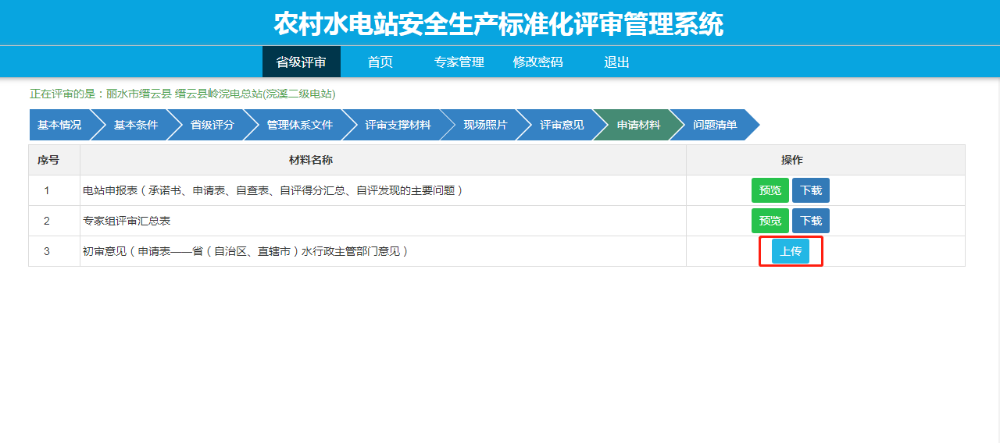 农村水电站安全生产标准化评审管理系统
省级评审 首页 专家管理 修改密码 退出
正在评审的是：丽水市缙云县 缙云县岭浣电总站(浣溪二级电站)
基本情况 基本条件 省级评分 管理体系文件 评审支撑材料 现场照片 评审意见 申请材料 问题清单
序号 材料名称 操作
1 电站申报表（承诺书、申请表、自查表、自评得分汇总、自评发现的主要问题） 预览 下载
2 专家组评审汇总表 预览 下载
3 初审意见（申请表——省（自治区、直辖市）水行政主管部门意见） 上传